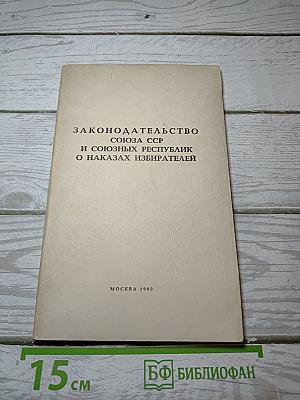 ЗАКОНОДАТЕЛЬСТВО
СОЮЗА ССР
И СОЮЗНЫХ РЕСПУБЛИК
О НАКАЗАХ ИЗБИРАТЕЛЕЙ
МОСКВА 1983
15 см
БФ БИБЛИОФАН